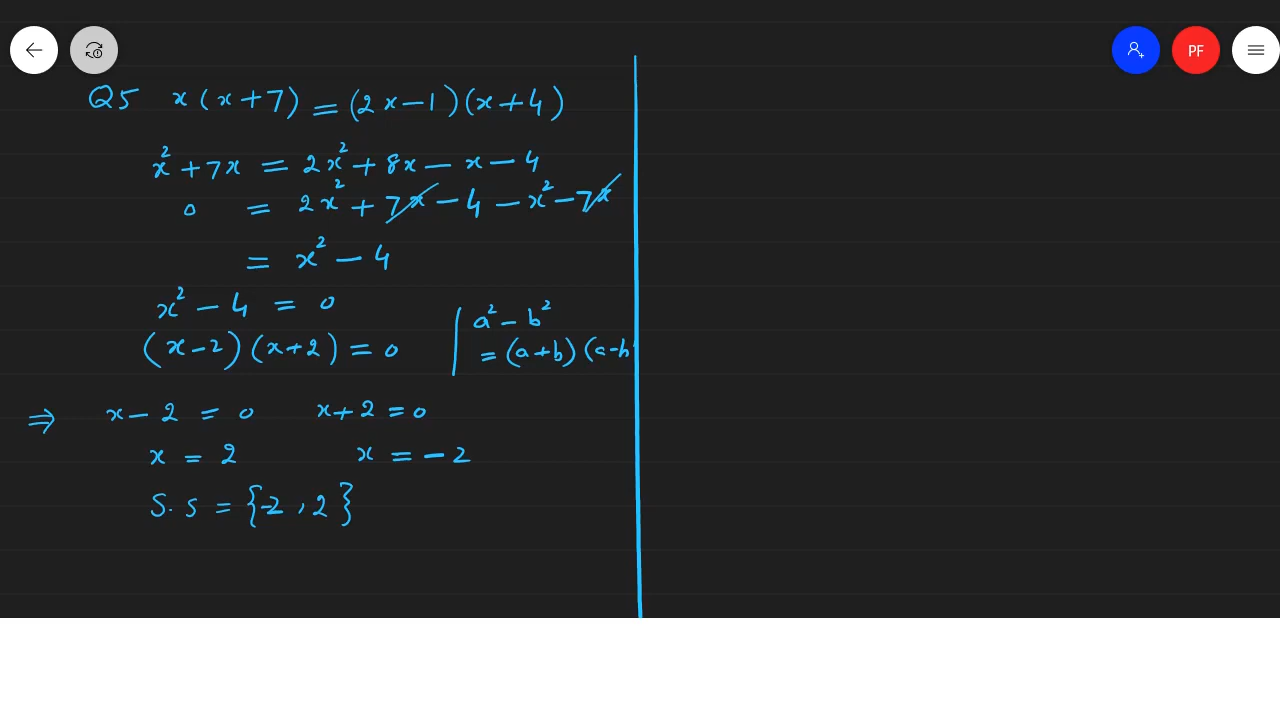 PF
Q5 x(x+7) = (2x-1)(x+4)
x²+7x = 2x²+8x-x-4
0 = 2x²+7x-4-x²-7x
= x²-4
x²-4 = 0
(x-2)(x+2) = 0
a²-b²
=(a+b)(a-b
⇒ x-2 = 0 x+2=0
x = 2 x = -2
S.S = {-2, 2}